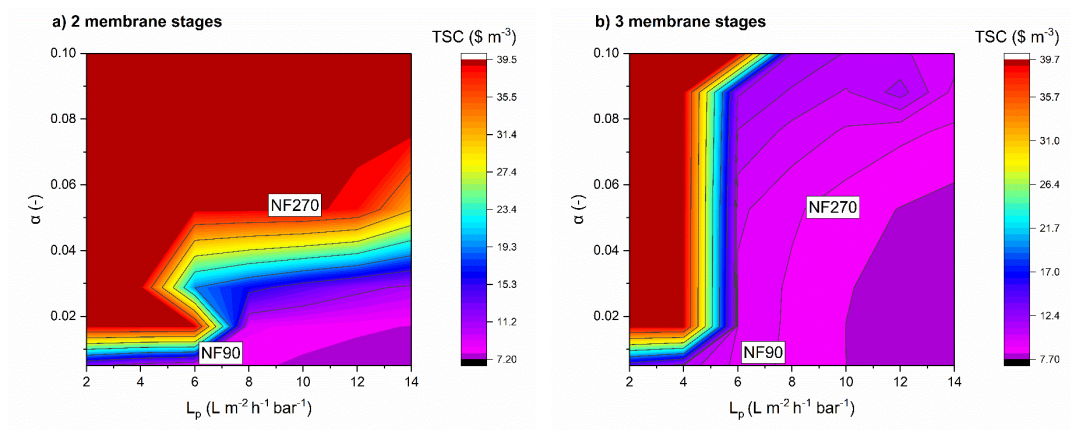 a) 2 membrane stages
TSC ($ m⁻³)
0.10
0.08
0.06
0.04
0.02
α (-)
NF270
NF90
2 4 6 8 10 12 14
Lₚ (L m⁻² h⁻¹ bar⁻¹)
39.5
35.5
31.4
27.4
23.4
19.3
15.3
11.2
7.20
b) 3 membrane stages
TSC ($ m⁻³)
0.10
0.08
0.06
0.04
0.02
α (-)
NF270
NF90
2 4 6 8 10 12 14
Lₚ (L m⁻² h⁻¹ bar⁻¹)
39.7
35.7
31.0
26.4
21.7
17.0
12.4
7.70